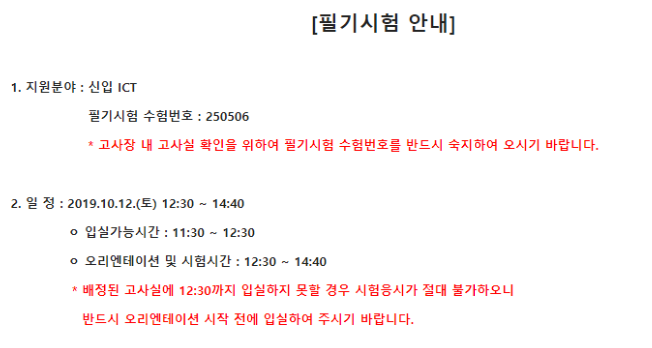 [필기시험 안내]
1. 지원분야 : 신입 ICT
필기시험 수험번호 : 250506
* 고사장 내 고사실 확인을 위하여 필기시험 수험번호를 반드시 숙지하여 오시기 바랍니다.
2. 일 정 : 2019.10.12.(토) 12:30 ~ 14:40
o 입실가능시간 : 11:30 ~ 12:30
o 오리엔테이션 및 시험시간 : 12:30 ~ 14:40
* 배정된 고사실에 12:30까지 입실하지 못할 경우 시험응시가 절대 불가하오니
반드시 오리엔테이션 시작 전에 입실하여 주시기 바랍니다.